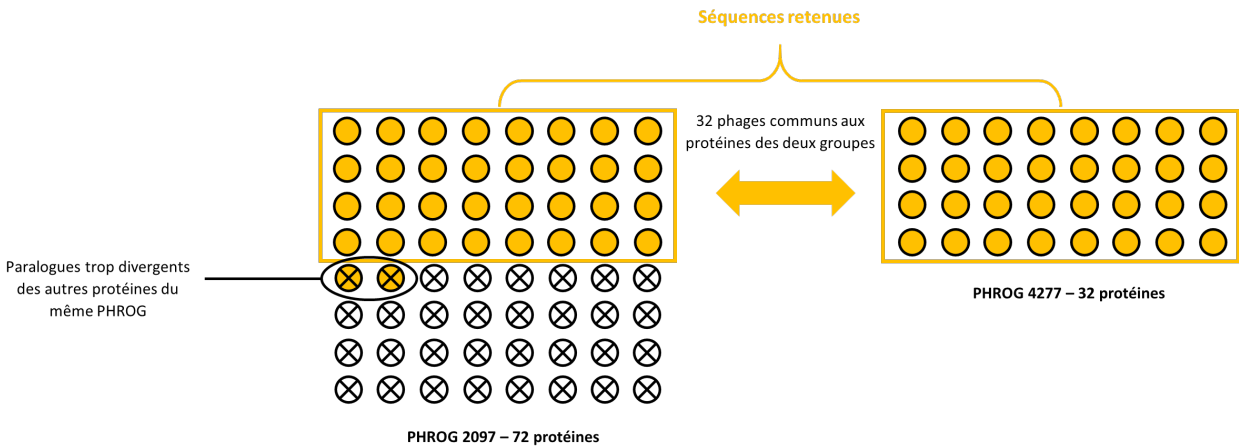 Séquences retenues
32 phages communs aux
protéines des deux groupes
Paralogues trop divergents
des autres protéines du
même PHROG
PHROG 4277 – 32 protéines
PHROG 2097 – 72 protéines